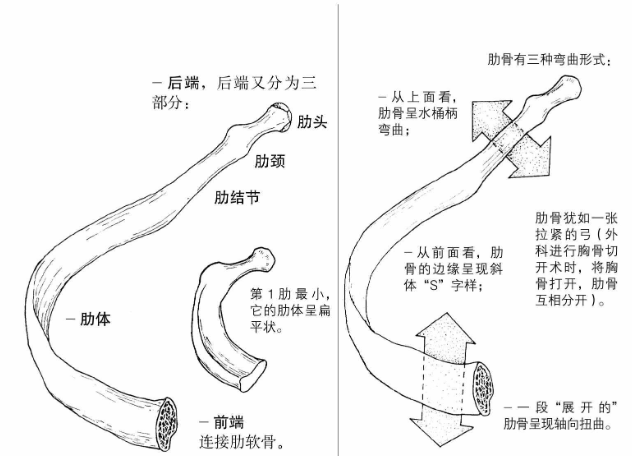 – 后端，后端又分为三
部分：
肋头
肋颈
肋结节
第 1 肋最小，
它的肋体呈扁
平状。
– 肋体
– 前端
连接肋软骨。
肋骨有三种弯曲形式：
– 从上面看，
肋骨呈水桶柄
弯曲；
肋骨犹如一张
拉紧的弓（外
科进行胸骨切
开术时，将胸
骨打开，肋骨
互相分开）。
– 从前面看，肋
骨的边缘呈现斜
体“S”字样；
– 一段“展开的”
肋骨呈现轴向扭曲。